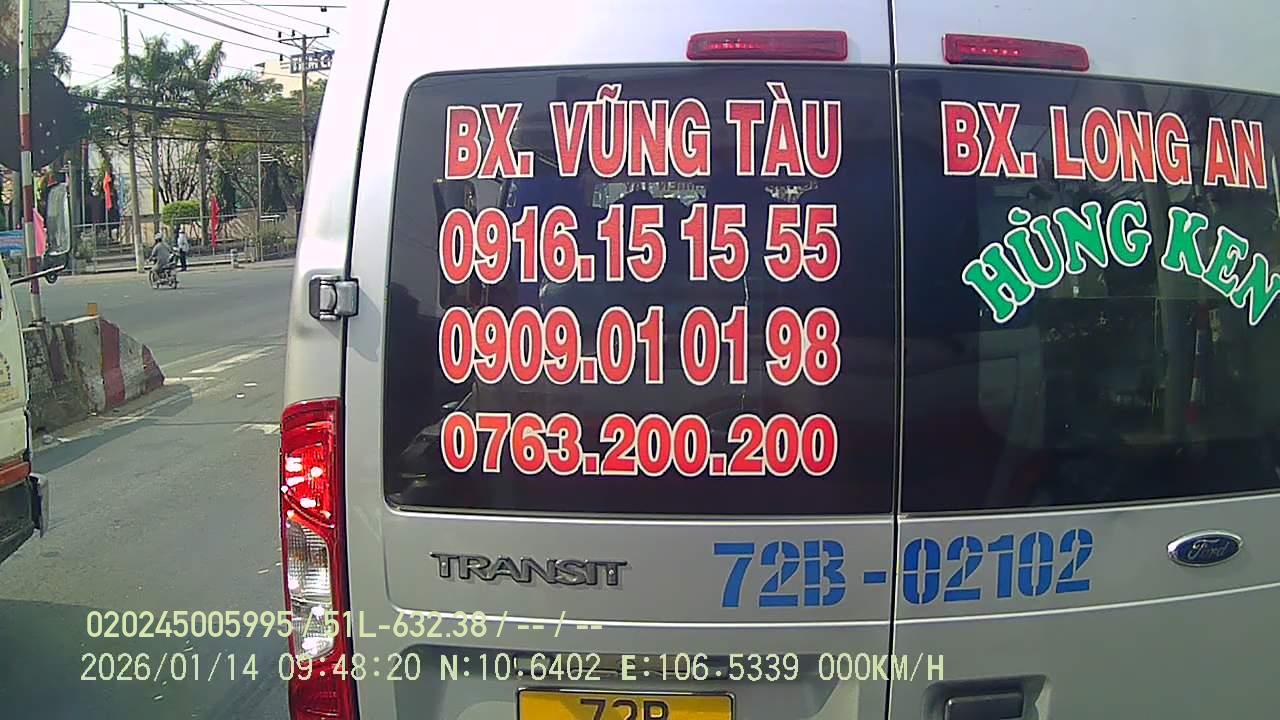 BX. VŨNG TÀU
0916.15 15 55
0909.01 01 98
0763.200.200
BX. LONG AN
HÙNG KEN
TRANSIT
72B-02102
Ford
020245005995 / 51L-632.38 / -- / --
2026/01/14 09:48:20 N:10.6402 E:106.5339 000KM/H
72B